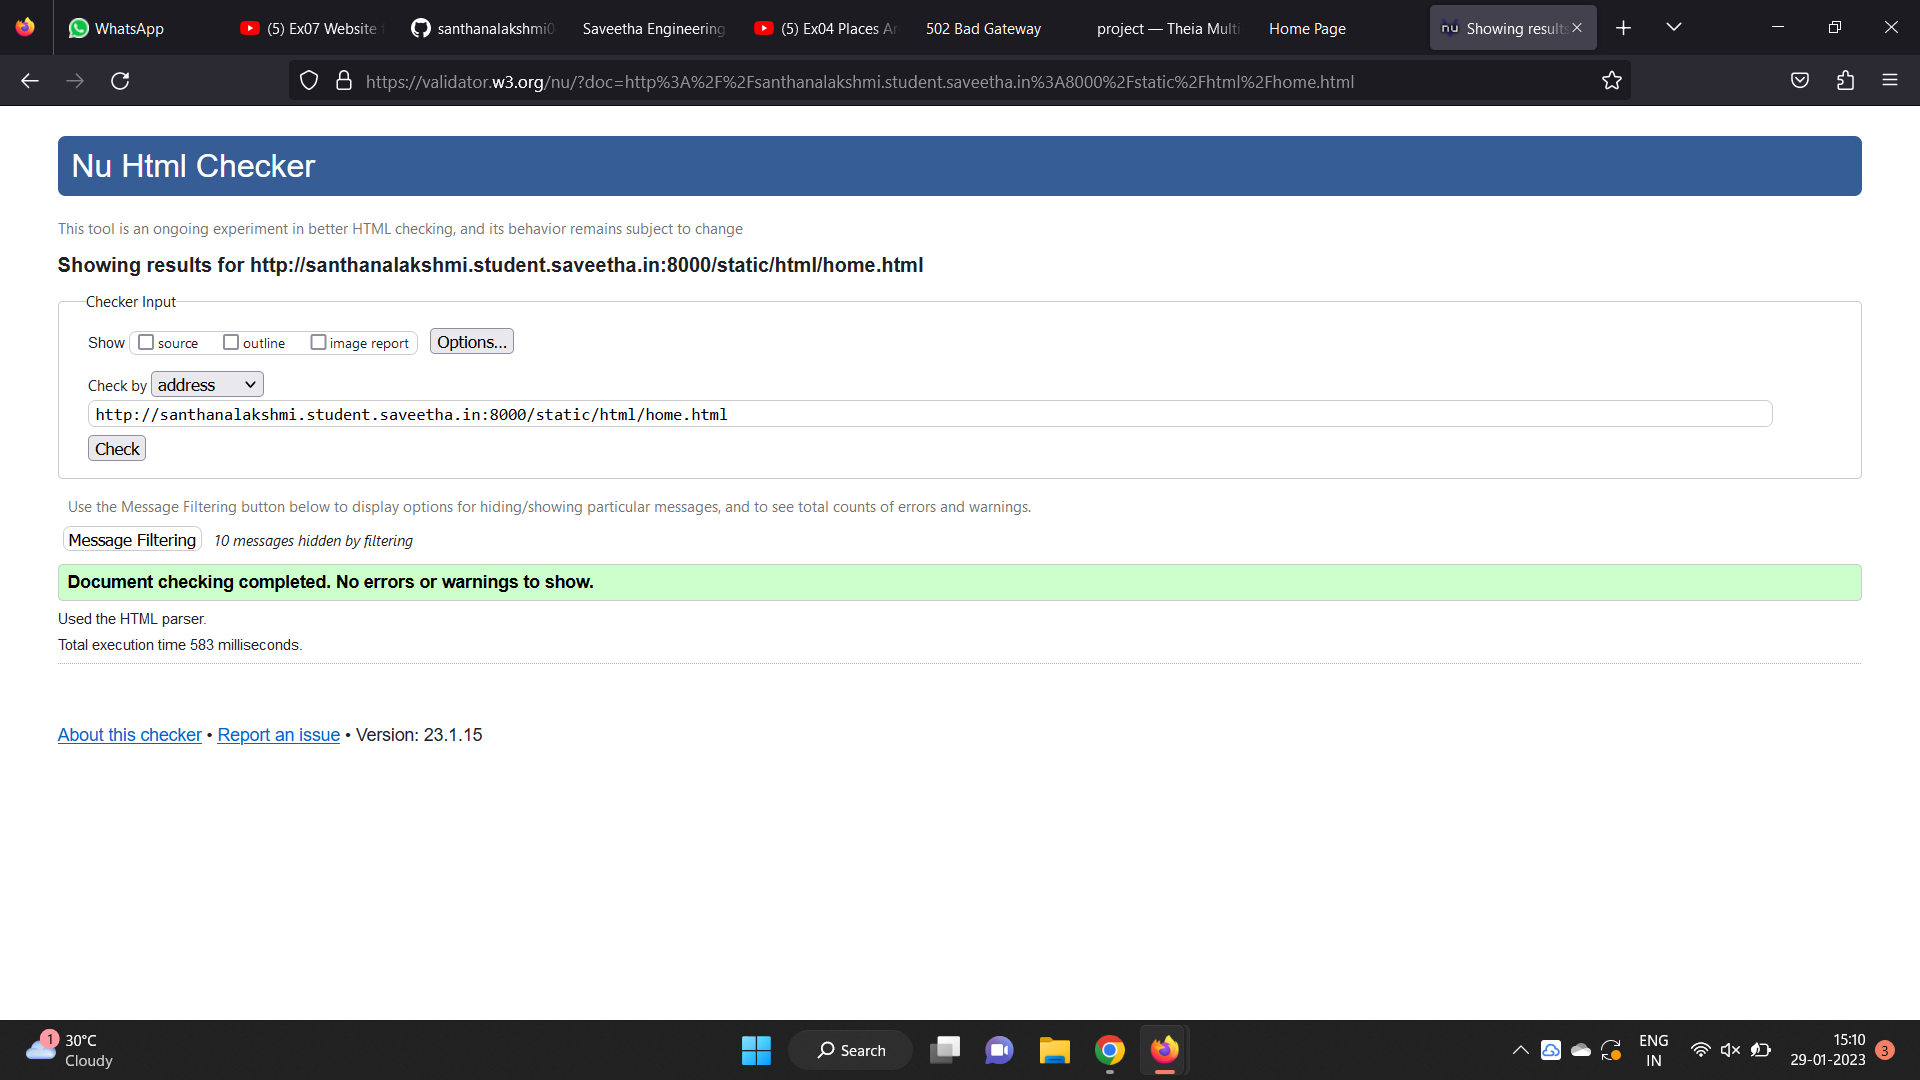 WhatsApp
(5) Ex07 Website
santhanalakshmi0
Saveetha Engineering
(5) Ex04 Places
502 Bad Gateway
project — Theia Multi
Home Page
nu
Showing results
https://validator.w3.org/nu/?doc=http%3A%2F%2Fsanthanalakshmi.student.saveetha.in%3A8000%2Fstatic%2Fhtml%2Fhome.html
Nu Html Checker
This tool is an ongoing experiment in better HTML checking, and its behavior remains subject to change
Showing results for http://santhanalakshmi.student.saveetha.in:8000/static/html/home.html
Checker Input
Show source outline image report Options...
Check by address
http://santhanalakshmi.student.saveetha.in:8000/static/html/home.html
Check
Use the Message Filtering button below to display options for hiding/showing particular messages, and to see total counts of errors and warnings.
Message Filtering 10 messages hidden by filtering
Document checking completed. No errors or warnings to show.
Used the HTML parser.
Total execution time 583 milliseconds.
About this checker • Report an issue • Version: 23.1.15
1
30°C
Cloudy
Search
ENG
IN
15:10
29-01-2023
3